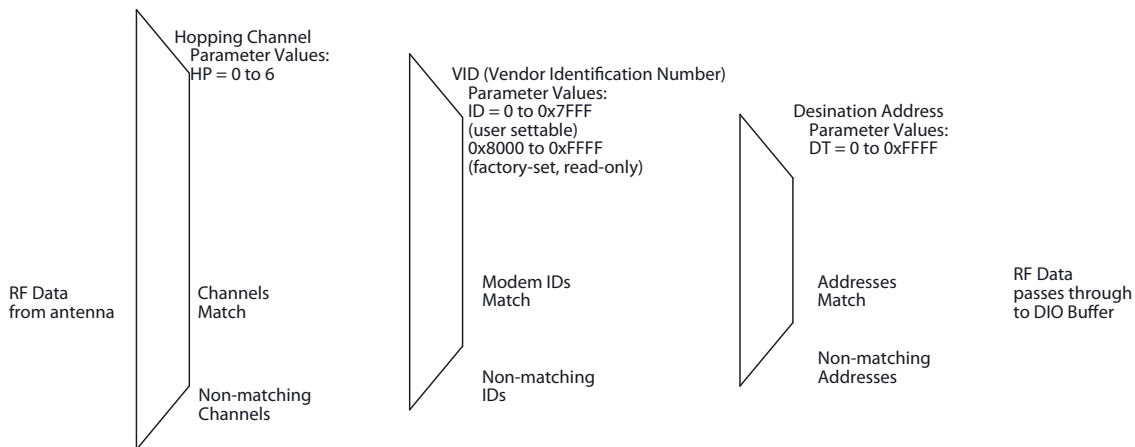 Hopping Channel
Parameter Values:
HP = 0 to 6
VID (Vendor Identification Number)
Parameter Values:
ID = 0 to 0x7FFF
(user settable)
0x8000 to 0xFFFF
(factory-set, read-only)
Desination Address
Parameter Values:
DT = 0 to 0xFFFF
RF Data
from antenna
Channels
Match
Modem IDs
Match
Addresses
Match
RF Data
passes through
to DIO Buffer
Non-matching
Channels
Non-matching
IDs
Non-matching
Addresses